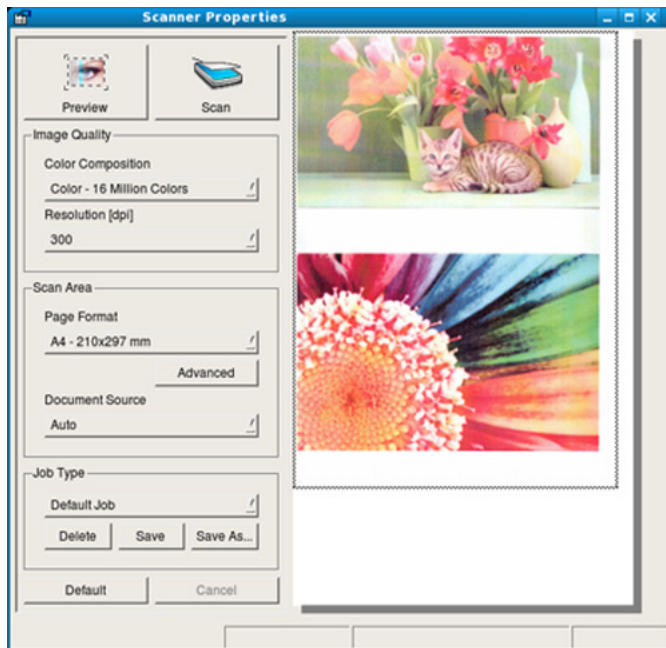 Scanner Properties
Preview
Scan
Image Quality
Color Composition
Color - 16 Million Colors
Resolution [dpi]
300
Scan Area
Page Format
A4 - 210x297 mm
Advanced
Document Source
Auto
Job Type
Default Job
Delete
Save
Save As...
Default
Cancel